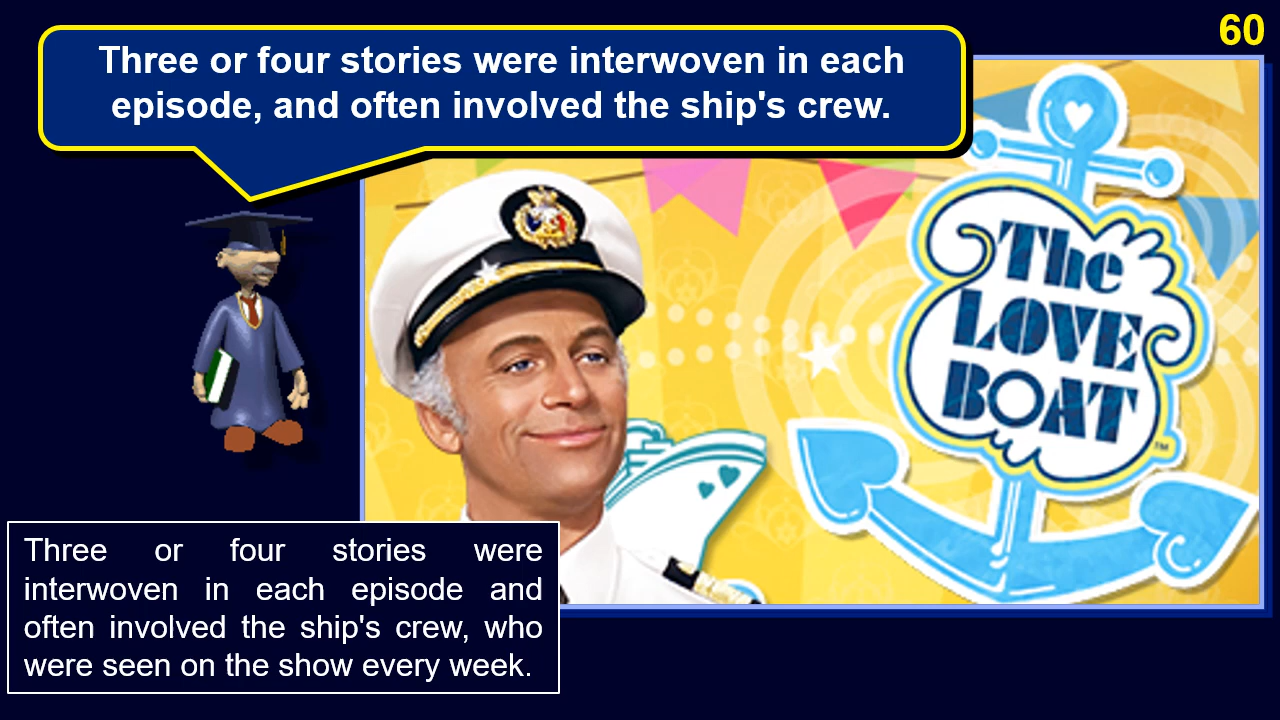 60
Three or four stories were interwoven in each
episode, and often involved the ship's crew.
The
LOVE
BOAT
TM
Three or four stories were
interwoven in each episode and
often involved the ship's crew, who
were seen on the show every week.